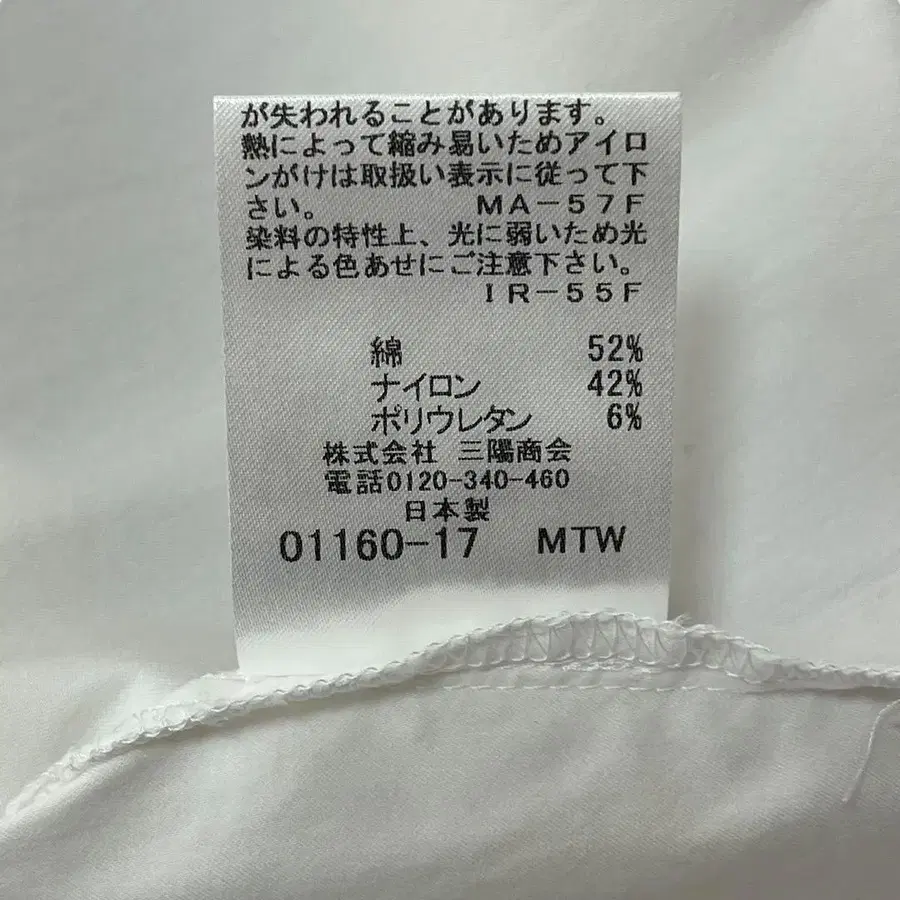 が失われることがあります。
熱によって縮み易いためアイロ
ンがけは取扱い表示に従って下
さい。 MA-57F
染料の特性上、光に弱いため光
による色あせにご注意下さい。
IR-55F
綿 52%
ナイロン 42%
ポリウレタン 6%
株式会社 三陽商会
電話0120-340-460
日本製
01160-17 MTW